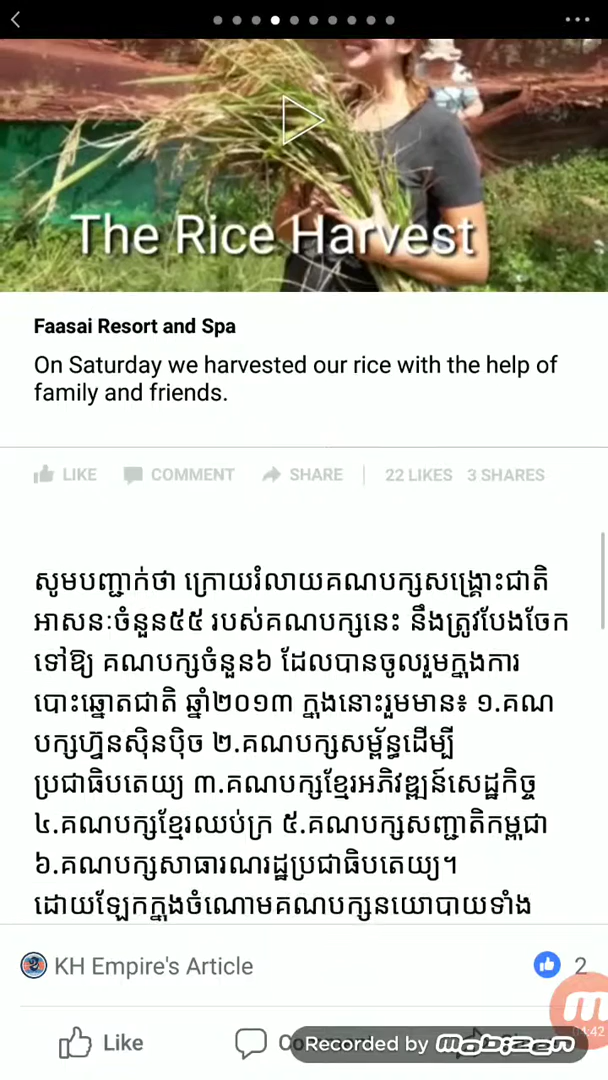 The Rice Harvest
Faasai Resort and Spa
On Saturday we harvested our rice with the help of
family and friends.
LIKE COMMENT SHARE 22 LIKES 3 SHARES
សូមបញ្ជាក់ថា ក្រោយរំលាយគណបក្សសង្គ្រោះជាតិ
អាសនៈចំនួន៥៥ របស់គណបក្សនេះ នឹងត្រូវបែងចែក
ទៅឱ្យ គណបក្សចំនួន៦ ដែលបានចូលរួមក្នុងការ
បោះឆ្នោតជាតិ ឆ្នាំ២០១៣ ក្នុងនោះរួមមាន៖ ១.គណ
បក្សហ៊្វុនស៊ិនប៉ិច ២.គណបក្សសម្ព័ន្ធដើម្បី
ប្រជាធិបតេយ្យ ៣.គណបក្សខ្មែរអភិវឌ្ឍន៍សេដ្ឋកិច្ច
៤.គណបក្សខ្មែរឈប់ក្រ ៥.គណបក្សសញ្ជាតិកម្ពុជា
៦.គណបក្សសាធារណរដ្ឋប្រជាធិបតេយ្យ។
ដោយឡែកក្នុងចំណោមគណបក្សនយោបាយទាំង
KH Empire's Article 2
Like
Recorded by mobizen